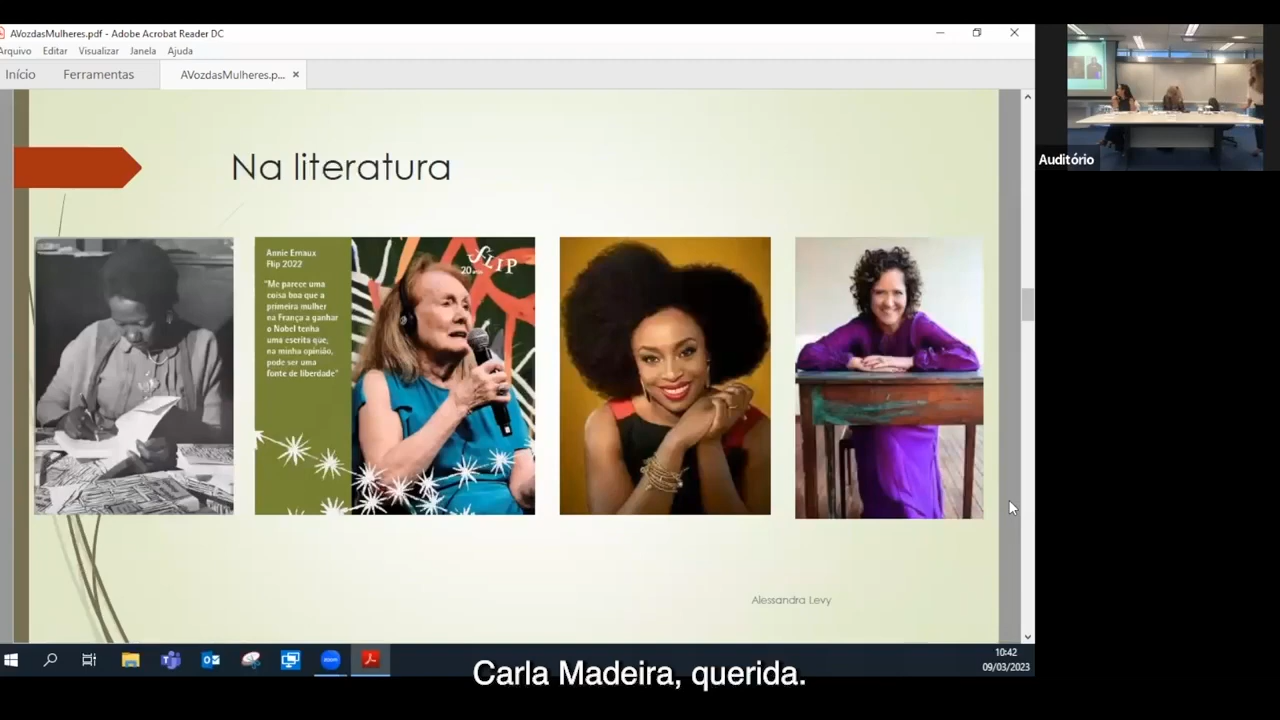 AVozdasMulheres.pdf - Adobe Acrobat Reader DC
Arquivo Editar Visualizar Janela Ajuda
Início Ferramentas AVozdasMulheres.p... ×
Auditório
Na literatura
Annie Ernaux
Flip 2022
"Me parece uma
coisa boa que a
primeira mulher
na França a ganhar
o Nobel tenha
uma escrita que,
na minha opinião,
pode ser uma
fonte de liberdade"
FLIP
20 anos
Alessandra Levy
zoom
10:42
09/03/2023
Carla Madeira, querida.